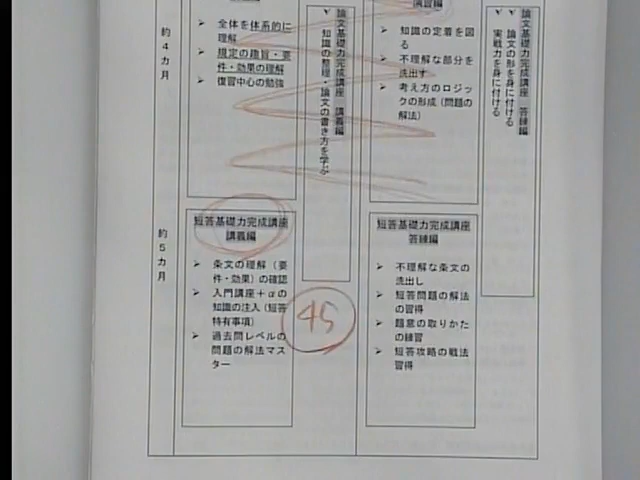 演習編
約4カ月
全体を体系的に
理解
規定の趣旨・要
件・効果の理解
復習中心の勉強
論文基礎力完成講座 講義編
知識の整理・論文の書き方を学ぶ
知識の定着を図
る
不理解な部分を
洗出す
考え方のロジッ
クの形成(問題の
解法)
論文基礎力完成講座 答練編
論文の形を身に付ける
実戦力を身に付ける
約5カ月
短答基礎力完成講座
講義編
条文の理解(要
件・効果)の確認
入門講座+αの
知識の注入(短答
特有事項)
過去問レベルの
問題の解法マス
ター
45
短答基礎力完成講座
答練編
不理解な条文の
洗出し
短答問題の解法
の習得
題意の取りかた
の練習
短答攻略の戦法
習得